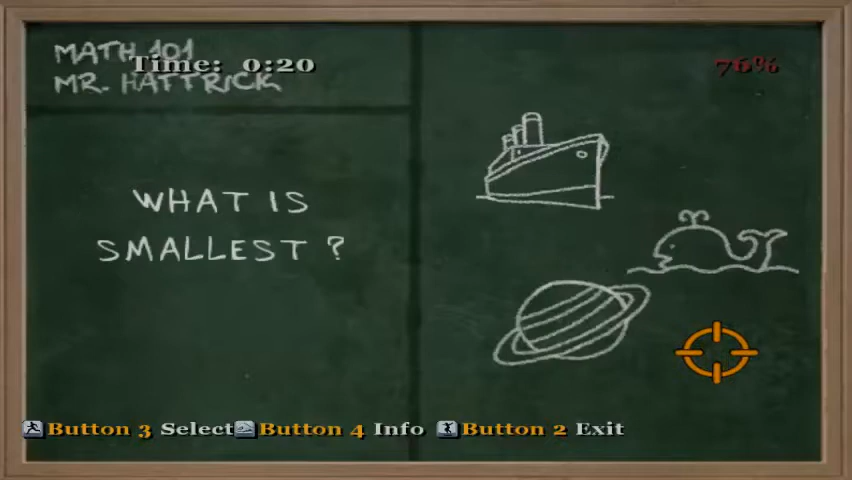 MATH 101
Time: 0:20
76%
MR. HATTRICK
WHAT IS
SMALLEST?
Button 3 Select Button 4 Info Button 2 Exit